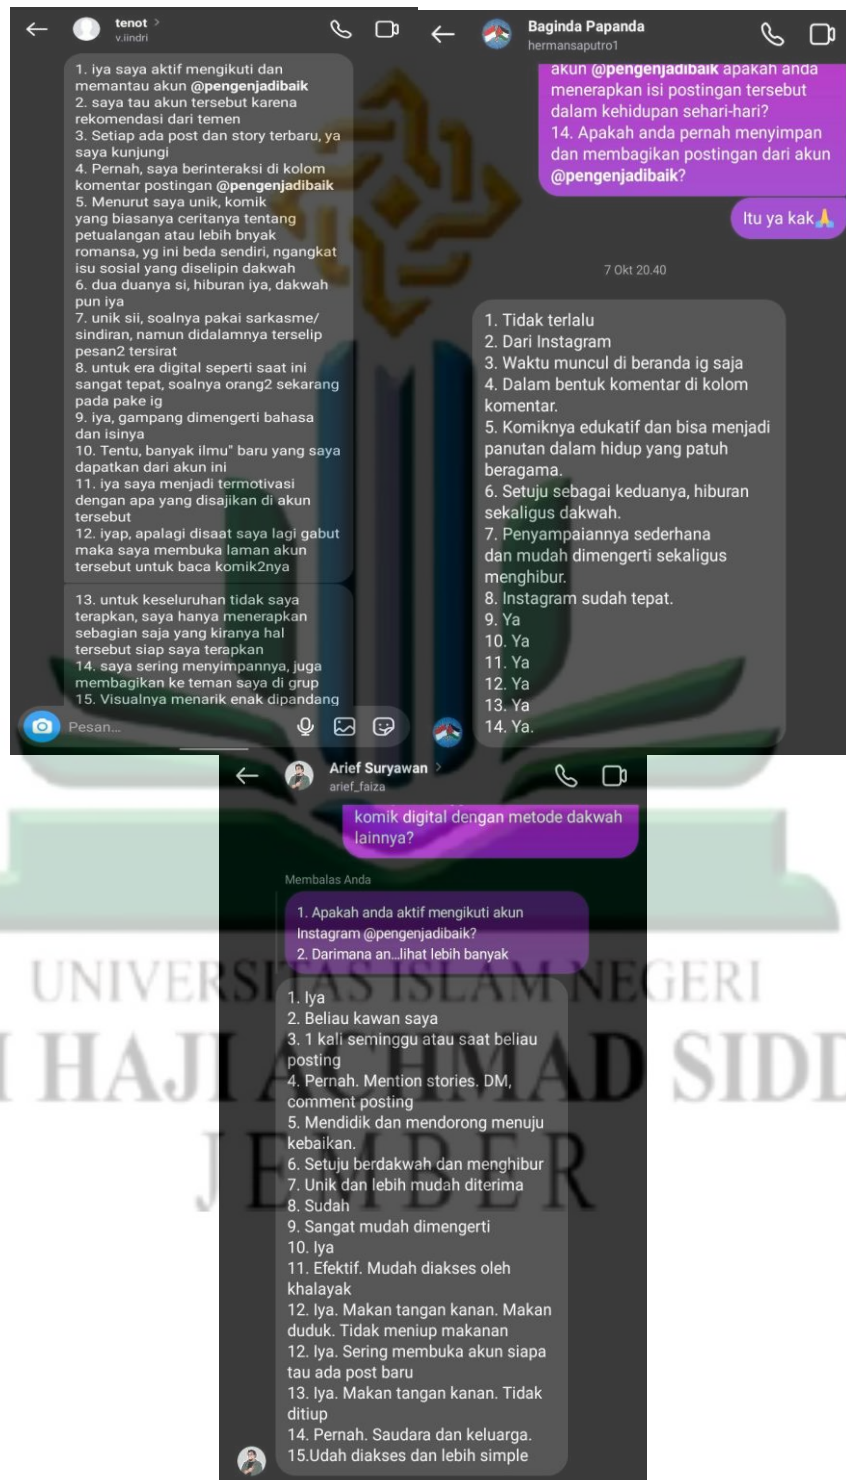 tenot >
v.iindri
1. iya saya aktif mengikuti dan
memantau akun @pengenjadibaik
2. saya tau akun tersebut karena
rekomendasi dari temen
3. Setiap ada post dan story terbaru, ya
saya kunjungi
4. Pernah, saya berinteraksi di kolom
komentar postingan @pengenjadibaik
5. Menurut saya unik, komik
yang biasanya ceritanya tentang
petualangan atau lebih bnyak
romansa, yg ini beda sendiri, ngangkat
isu sosial yang diselipin dakwah
6. dua duanya si, hiburan iya, dakwah
pun iya
7. unik sii, soalnya pakai sarkasme/
sindiran, namun didalamnya terselip
pesan2 tersirat
8. untuk era digital seperti saat ini
sangat tepat, soalnya orang2 sekarang
pada pake ig
9. iya, gampang dimengerti bahasa
dan isinya
10. Tentu, banyak ilmu" baru yang saya
dapatkan dari akun ini
11. iya saya menjadi termotivasi
dengan apa yang disajikan di akun
tersebut
12. iyap, apalagi disaat saya lagi gabut
maka saya membuka laman akun
tersebut untuk baca komik2nya
13. untuk keseluruhan tidak saya
terapkan, saya hanya menerapkan
sebagian saja yang kiranya hal
tersebut siap saya terapkan
14. saya sering menyimpannya, juga
membagikan ke teman saya di grup
15. Visualnya menarik enak dipandang
Pesan...
Baginda Papanda
hermansaputro1
akun @pengenjadibaik apakah anda
menerapkan isi postingan tersebut
dalam kehidupan sehari-hari?
14. Apakah anda pernah menyimpan
dan membagikan postingan dari akun
@pengenjadibaik?
Itu ya kak🙏
7 Okt 20.40
1. Tidak terlalu
2. Dari Instagram
3. Waktu muncul di beranda ig saja
4. Dalam bentuk komentar di kolom
komentar.
5. Komiknya edukatif dan bisa menjadi
panutan dalam hidup yang patuh
beragama.
6. Setuju sebagai keduanya, hiburan
sekaligus dakwah.
7. Penyampaiannya sederhana
dan mudah dimengerti sekaligus
menghibur.
8. Instagram sudah tepat.
9. Ya
10. Ya
11. Ya
12. Ya
13. Ya
14. Ya.
Arief Suryawan >
arief_faiza
komik digital dengan metode dakwah
lainnya?
Membalas Anda
1. Apakah anda aktif mengikuti akun
Instagram @pengenjadibaik?
2. Darimana an...lihat lebih banyak
1. Iya
2. Beliau kawan saya
3. 1 kali seminggu atau saat beliau
posting
4. Pernah. Mention stories. DM,
comment posting
5. Mendidik dan mendorong menuju
kebaikan.
6. Setuju berdakwah dan menghibur
7. Unik dan lebih mudah diterima
8. Sudah
9. Sangat mudah dimengerti
10. Iya
11. Efektif. Mudah diakses oleh
khalayak
12. Iya. Makan tangan kanan. Makan
duduk. Tidak meniup makanan
12. Iya. Sering membuka akun siapa
tau ada post baru
13. Iya. Makan tangan kanan. Tidak
ditiup
14. Pernah. Saudara dan keluarga.
15.Udah diakses dan lebih simple
UNIVERSITAS ISLAM NEGERI
I HAJI ACHMAD SIDD
JEMBER